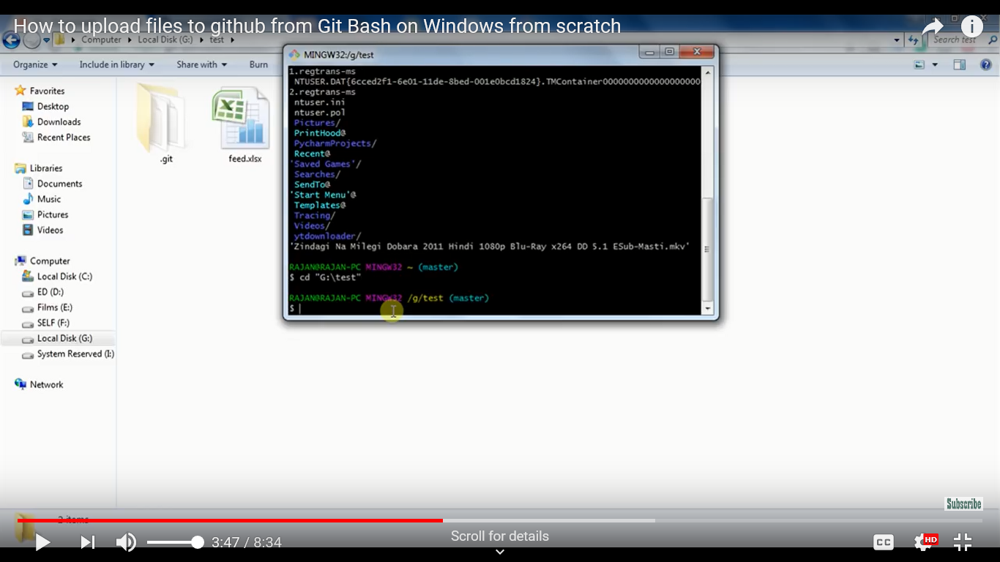 How to upload files to github from Git Bash on Windows from scratch
Computer Local Disk (G:) test
Search test
Organize
Include in library
Share with
Burn
Favorites
Desktop
Downloads
Recent Places
Libraries
Documents
Music
Pictures
Videos
Computer
Local Disk (C:)
ED (D:)
Films (E:)
SELF (F:)
Local Disk (G:)
System Reserved (I:)
Network
.git
feed.xlsx
MINGW32:/g/test
1.regtrans-ms
NTUSER.DAT{6cced2f1-6e01-11de-8bed-001e0bcd1824}.TMContainer0000000000000000000
2.regtrans-ms
ntuser.ini
ntuser.pol
Pictures/
PrintHood@
PycharmProjects/
Recent@
'Saved Games'/
Searches/
SendTo@
'Start Menu'@
Templates@
Tracing/
Videos/
ytdownloader/
'Zindagi Na Milegi Dobara 2011 Hindi 1080p Blu-Ray x264 DD 5.1 ESub-Masti.mkv'
RAJAN@RAJAN-PC MINGW32 ~ (master)
$ cd "G:\test"
RAJAN@RAJAN-PC MINGW32 /g/test (master)
$
2 items
Subscribe
3:47 / 8:34
Scroll for details
CC
HD